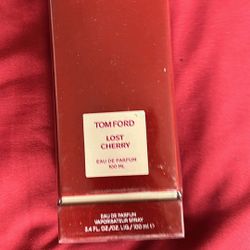 TOM FORD
LOST
CHERRY
EAU DE PARFUM
100 ML
EAU DE PARFUM
VAPORISATEUR SPRAY
3.4 FL. OZ./OZ. LIQ./100 ml ℮